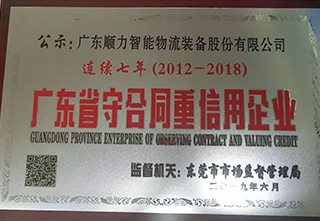 公示：广东顺力智能物流装备股份有限公司
连续七年(2012-2018)
广东省守合同重信用企业
GUANGDONG PROVINCE ENTERPRISE OF OBSERVING CONTRACT AND VALUING CREDIT
监督机关：东莞市市场监督管理局
二〇一九年六月